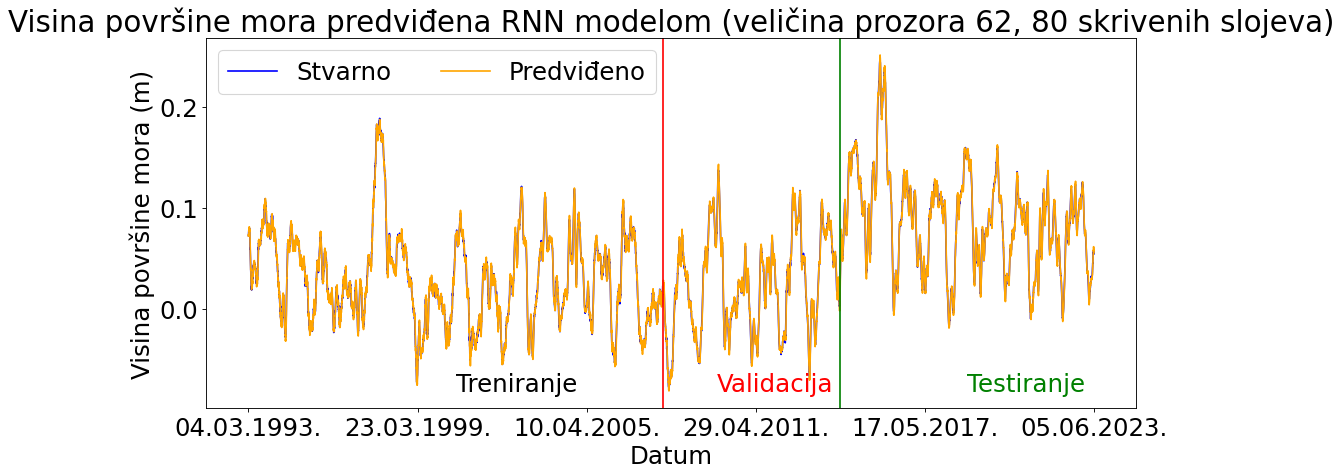 Visina površine mora predviđena RNN modelom (veličina prozora 62, 80 skrivenih slojeva)
Stvarno Predviđeno
Visina površine mora (m)
0.2
0.1
0.0
Treniranje Validacija Testiranje
04.03.1993. 23.03.1999. 10.04.2005. 29.04.2011. 17.05.2017. 05.06.2023.
Datum